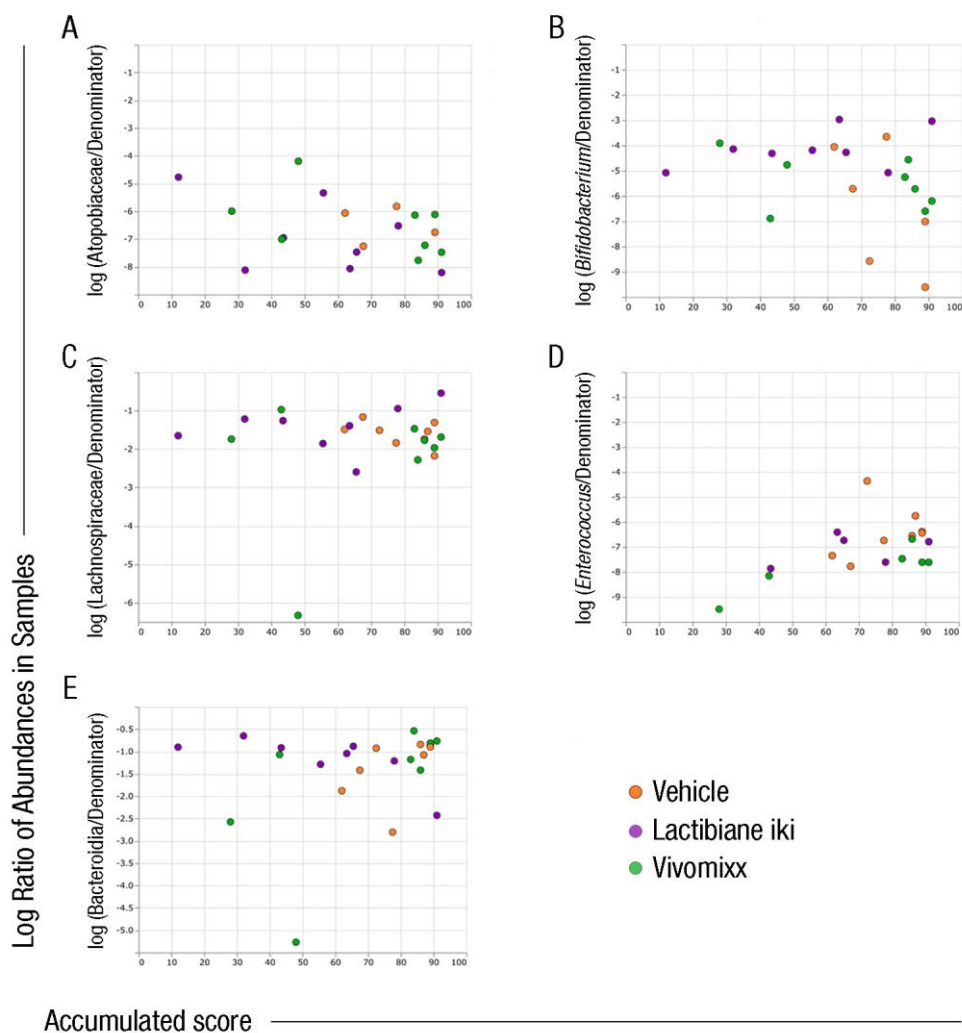 A
log (Atopobiaceae/Denominator)
-1
-2
-3
-4
-5
-6
-7
-8
0 10 20 30 40 50 60 70 80 90 100
B
log (Bifidobacterium/Denominator)
-1
-2
-3
-4
-5
-6
-7
-8
-9
0 10 20 30 40 50 60 70 80 90 100
C
log (Lachnospiraceae/Denominator)
-1
-2
-3
-4
-5
-6
0 10 20 30 40 50 60 70 80 90 100
D
log (Enterococcus/Denominator)
-1
-2
-3
-4
-5
-6
-7
-8
-9
0 10 20 30 40 50 60 70 80 90 100
E
log (Bacteroidia/Denominator)
-0.5
-1.0
-1.5
-2.0
-2.5
-3.0
-3.5
-4.0
-4.5
-5.0
0 10 20 30 40 50 60 70 80 90 100
Vehicle
Lactibiane iki
Vivomixx
Log Ratio of Abundances in Samples
Accumulated score